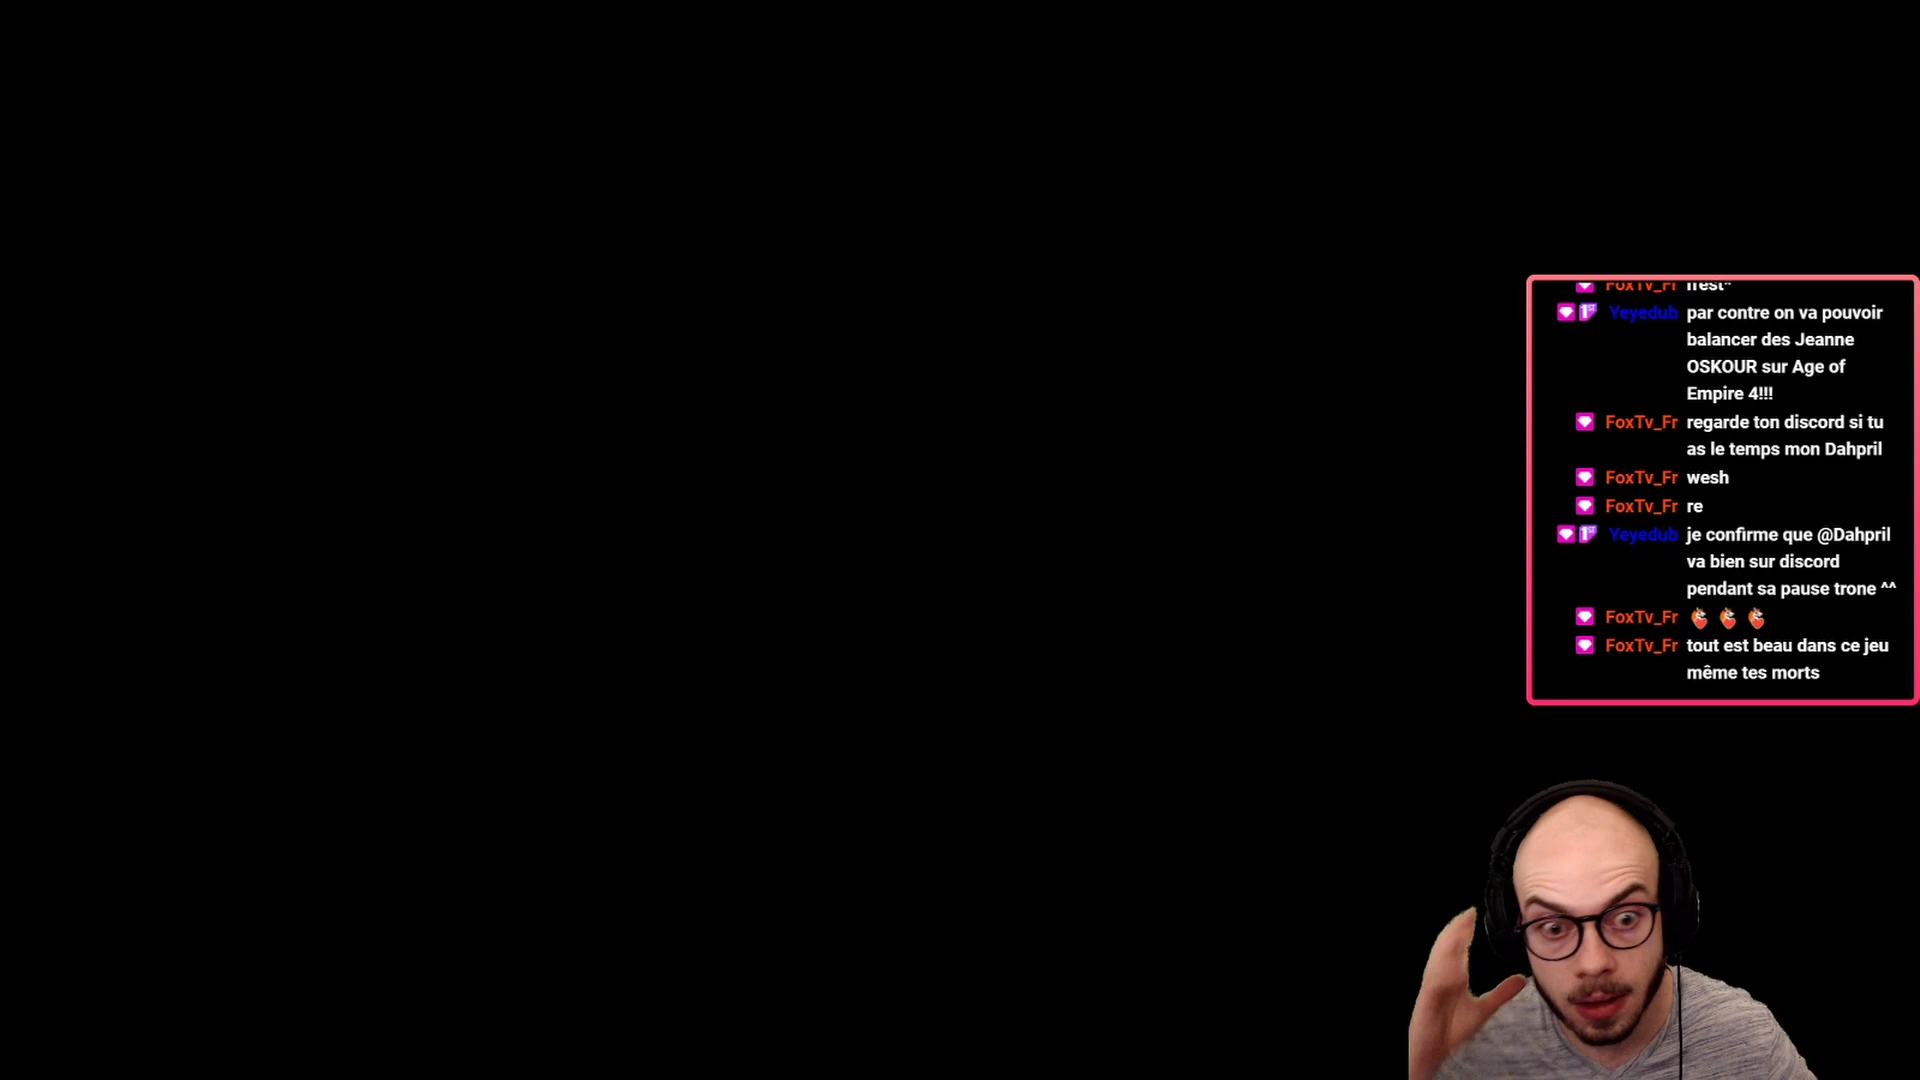 FoxTv_Fr
Yeyedub par contre on va pouvoir
balancer des Jeanne
OSKOUR sur Age of
Empire 4!!!
FoxTv_Fr regarde ton discord si tu
as le temps mon Dahpril
FoxTv_Fr wesh
FoxTv_Fr re
Yeyedub je confirme que @Dahpril
va bien sur discord
pendant sa pause trone ^^
FoxTv_Fr
FoxTv_Fr tout est beau dans ce jeu
même tes morts